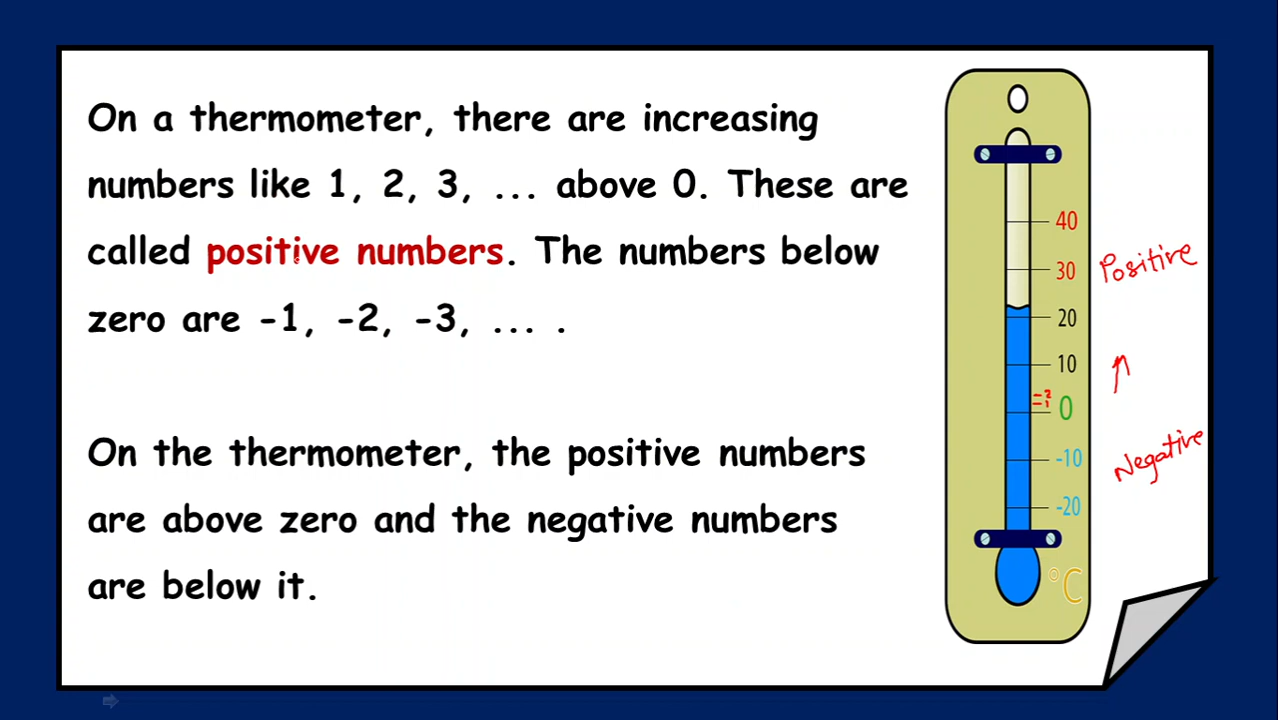 On a thermometer, there are increasing
numbers like 1, 2, 3, ... above 0. These are
called positive numbers. The numbers below
zero are -1, -2, -3, ... .
On the thermometer, the positive numbers
are above zero and the negative numbers
are below it.
40
30
20
10
0
-10
-20
°C
Positive
Negative